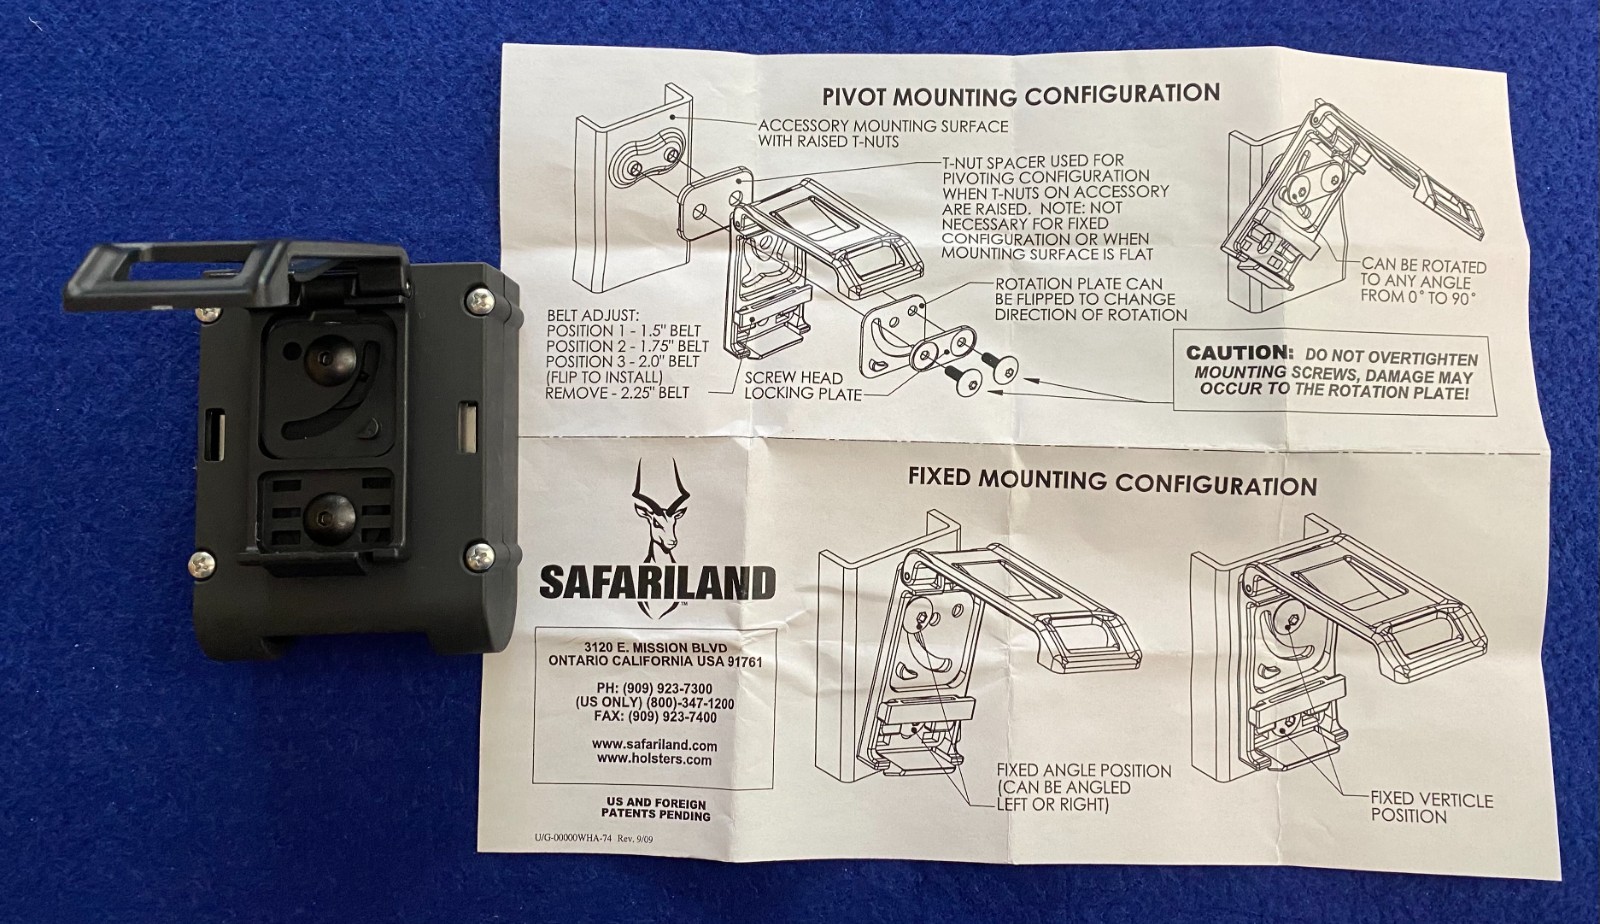 PIVOT MOUNTING CONFIGURATION
ACCESSORY MOUNTING SURFACE
WITH RAISED T-NUTS
T-NUT SPACER USED FOR
PIVOTING CONFIGURATION
WHEN T-NUTS ON ACCESSORY
ARE RAISED. NOTE: NOT
NECESSARY FOR FIXED
CONFIGURATION OR WHEN
MOUNTING SURFACE IS FLAT
CAN BE ROTATED
TO ANY ANGLE
FROM 0° TO 90°
ROTATION PLATE CAN
BE FLIPPED TO CHANGE
DIRECTION OF ROTATION
BELT ADJUST:
POSITION 1 - 1.5" BELT
POSITION 2 - 1.75" BELT
POSITION 3 - 2.0" BELT
(FLIP TO INSTALL)
REMOVE - 2.25" BELT
SCREW HEAD
LOCKING PLATE
CAUTION: DO NOT OVERTIGHTEN
MOUNTING SCREWS, DAMAGE MAY
OCCUR TO THE ROTATION PLATE!
FIXED MOUNTING CONFIGURATION
SAFARILAND
TM
3120 E. MISSION BLVD
ONTARIO CALIFORNIA USA 91761
PH: (909) 923-7300
(US ONLY) (800)-347-1200
FAX: (909) 923-7400
www.safariland.com
www.holsters.com
US AND FOREIGN
PATENTS PENDING
U/G-00000WHA-74 Rev. 9/09
FIXED ANGLE POSITION
(CAN BE ANGLED
LEFT OR RIGHT)
FIXED VERTICLE
POSITION